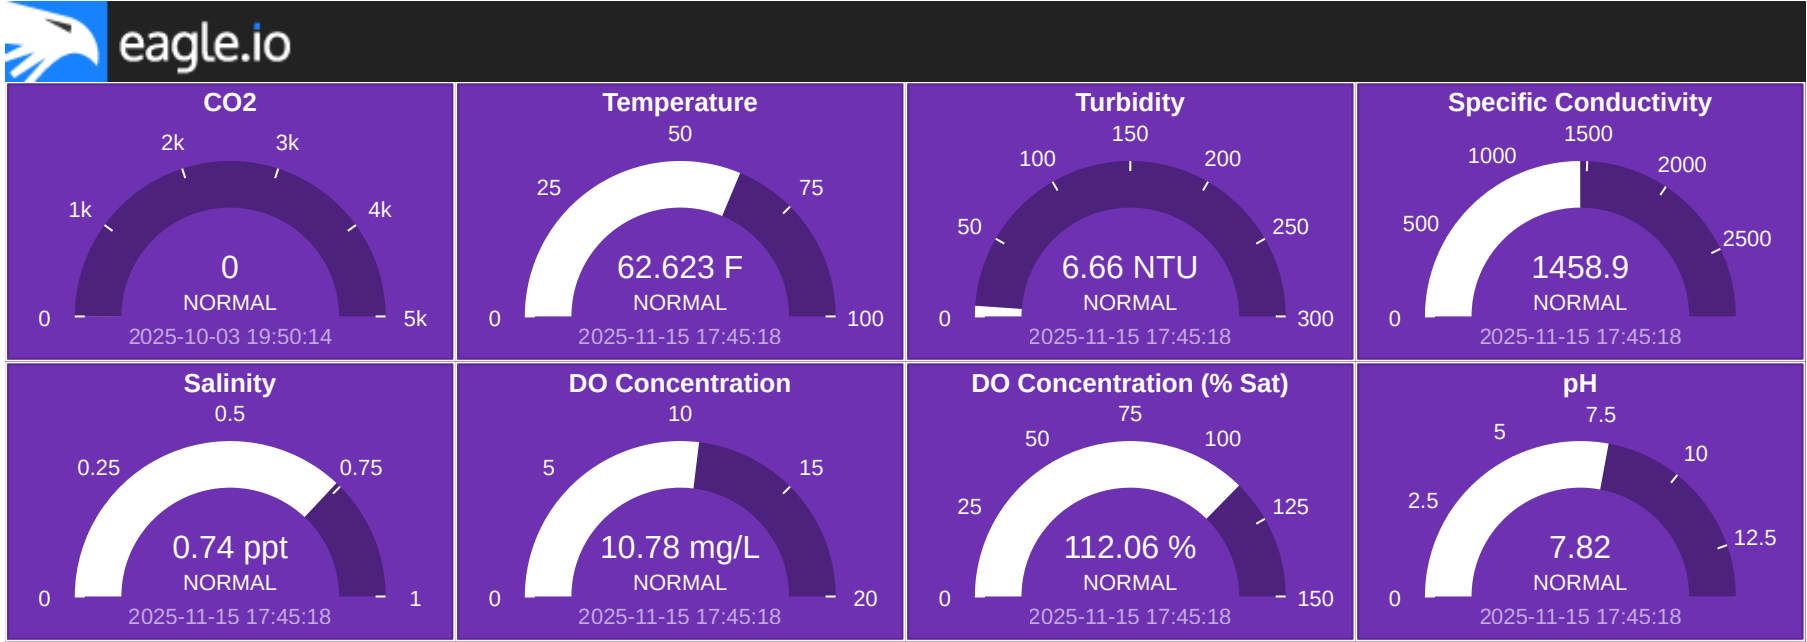 eagle.io
CO2
0
1k
2k
3k
4k
5k
0
NORMAL
2025-10-03 19:50:14
Temperature
0
25
50
75
100
62.623 F
NORMAL
2025-11-15 17:45:18
Turbidity
0
50
100
150
200
250
300
6.66 NTU
NORMAL
2025-11-15 17:45:18
Specific Conductivity
0
500
1000
1500
2000
2500
1458.9
NORMAL
2025-11-15 17:45:18
Salinity
0
0.25
0.5
0.75
1
0.74 ppt
NORMAL
2025-11-15 17:45:18
DO Concentration
0
5
10
15
20
10.78 mg/L
NORMAL
2025-11-15 17:45:18
DO Concentration (% Sat)
0
25
50
75
100
125
150
112.06 %
NORMAL
2025-11-15 17:45:18
pH
0
2.5
5
7.5
10
12.5
7.82
NORMAL
2025-11-15 17:45:18